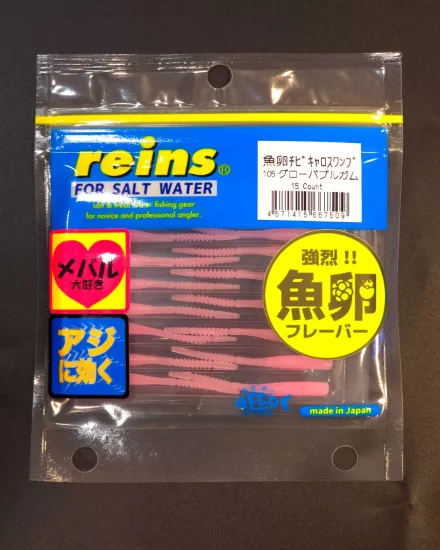 reins®
FOR SALT WATER
salt & fresh water fishing gear
for novice and professional angler.
魚卵チビキャロスワンプ
105 グローバブルガム
15 Count
4571415667509
メバル
大好き
アジ
に効く
強烈!!
魚卵
フレーバー
made in Japan